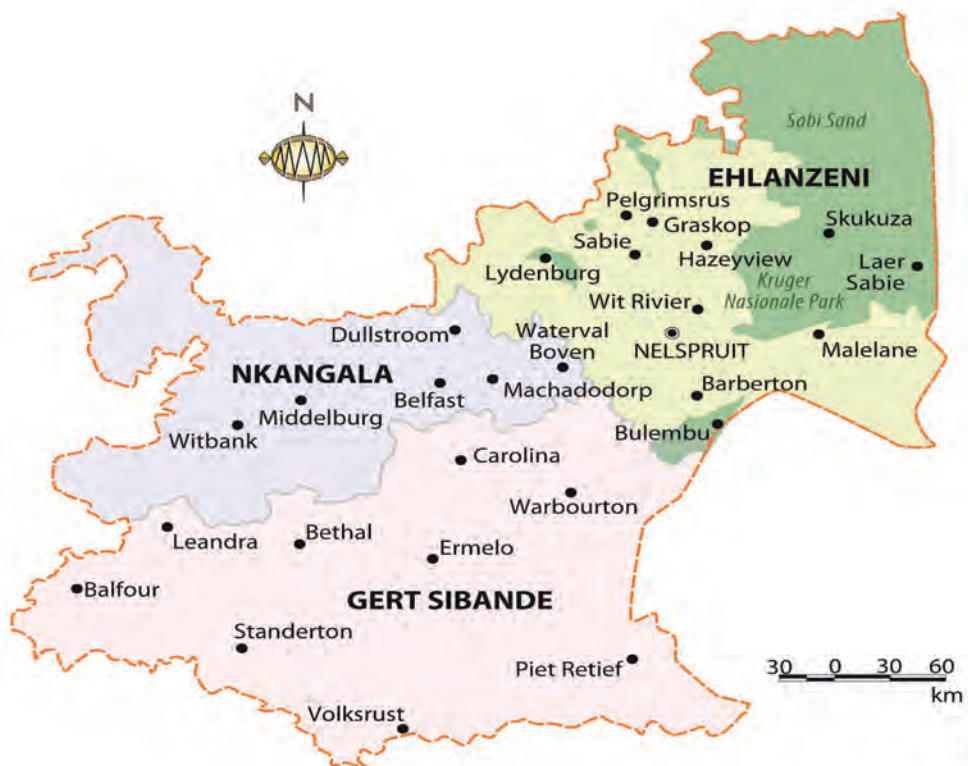 N
Sabi Sand
EHLANZENI
Pelgrimsrus
Graskop
Skukuza
Sabie
Hazeyview
Lydenburg
Laer
Sabie
Kruger
Nasionale Park
Wit Rivier
Dullstroom
Waterval
Boven
NELSPRUIT
Malelane
NKANGALA
Belfast
Machadodorp
Barberton
Middelburg
Witbank
Bulembu
Carolina
Warbourton
Leandra
Bethal
Ermelo
Balfour
GERT SIBANDE
Standerton
Piet Retief
30 0 30 60
km
Volksrust